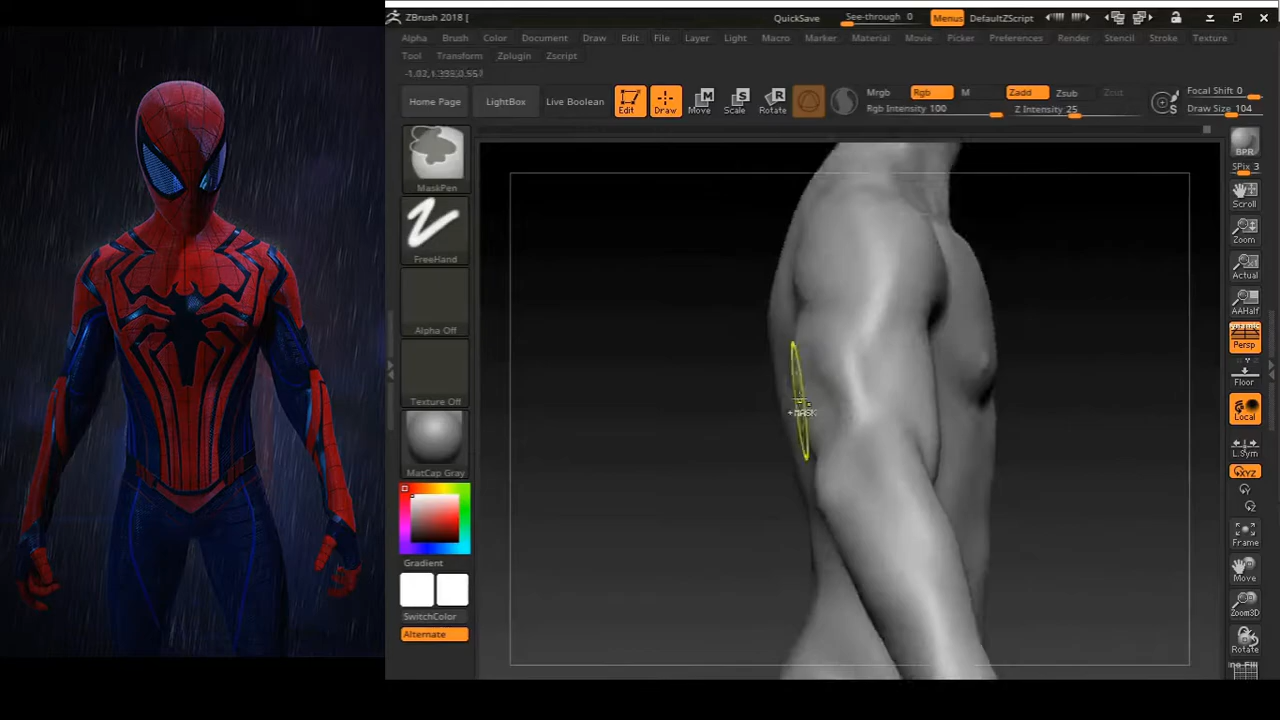 ZBrush 2018 [
QuickSave
See-through 0
Menus
DefaultZScript
Alpha Brush Color Document Draw Edit File Layer Light Macro Marker Material Movie Picker Preferences Render Stencil Stroke Texture
Tool Transform Zplugin Zscript
Home Page
LightBox
Live Boolean
Edit
Draw
Move
Scale
Rotate
Mrgb Rgb M
Rgb Intensity 100
Zadd Zsub Zcut
Z Intensity 25
S
Focal Shift 0
Draw Size 104
MaskPen
FreeHand
Alpha Off
Texture Off
MatCap Gray
Gradient
SwitchColor
Alternate
+MASK
BPR
SPix 3
Scroll
Zoom
Actual
AAHalf
Dynamic
Persp
Floor
Local
L.Sym
XYZ
Frame
Move
Zoom3D
Rotate